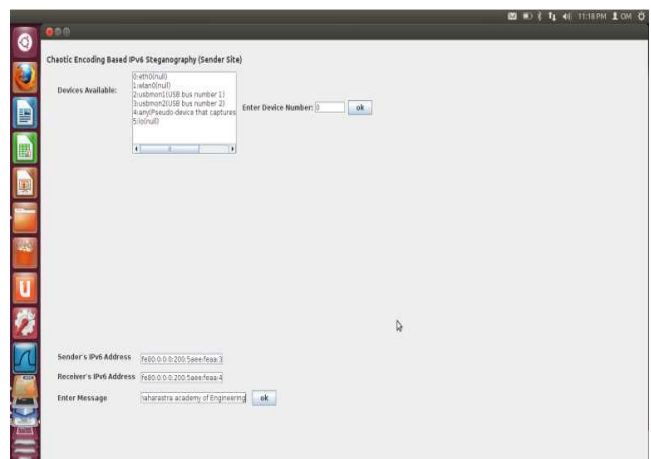 11:18 PM OM
Chaotic Encoding Based IPv6 Steganography (Sender Site)
Devices Available:
0:eth0(null)
1:wlan0(null)
2:usbmon1(USB bus number 1)
3:usbmon2(USB bus number 2)
4:any(Pseudo-device that captures
5:lo(null)
Enter Device Number: 0 ok
Sender's IPv6 Address fe80:0:0:0:200:5aee:feaa:3
Receiver's IPv6 Address fe80:0:0:0:200:5aee:feaa:4
Enter Message aharastra academy of Engineering ok